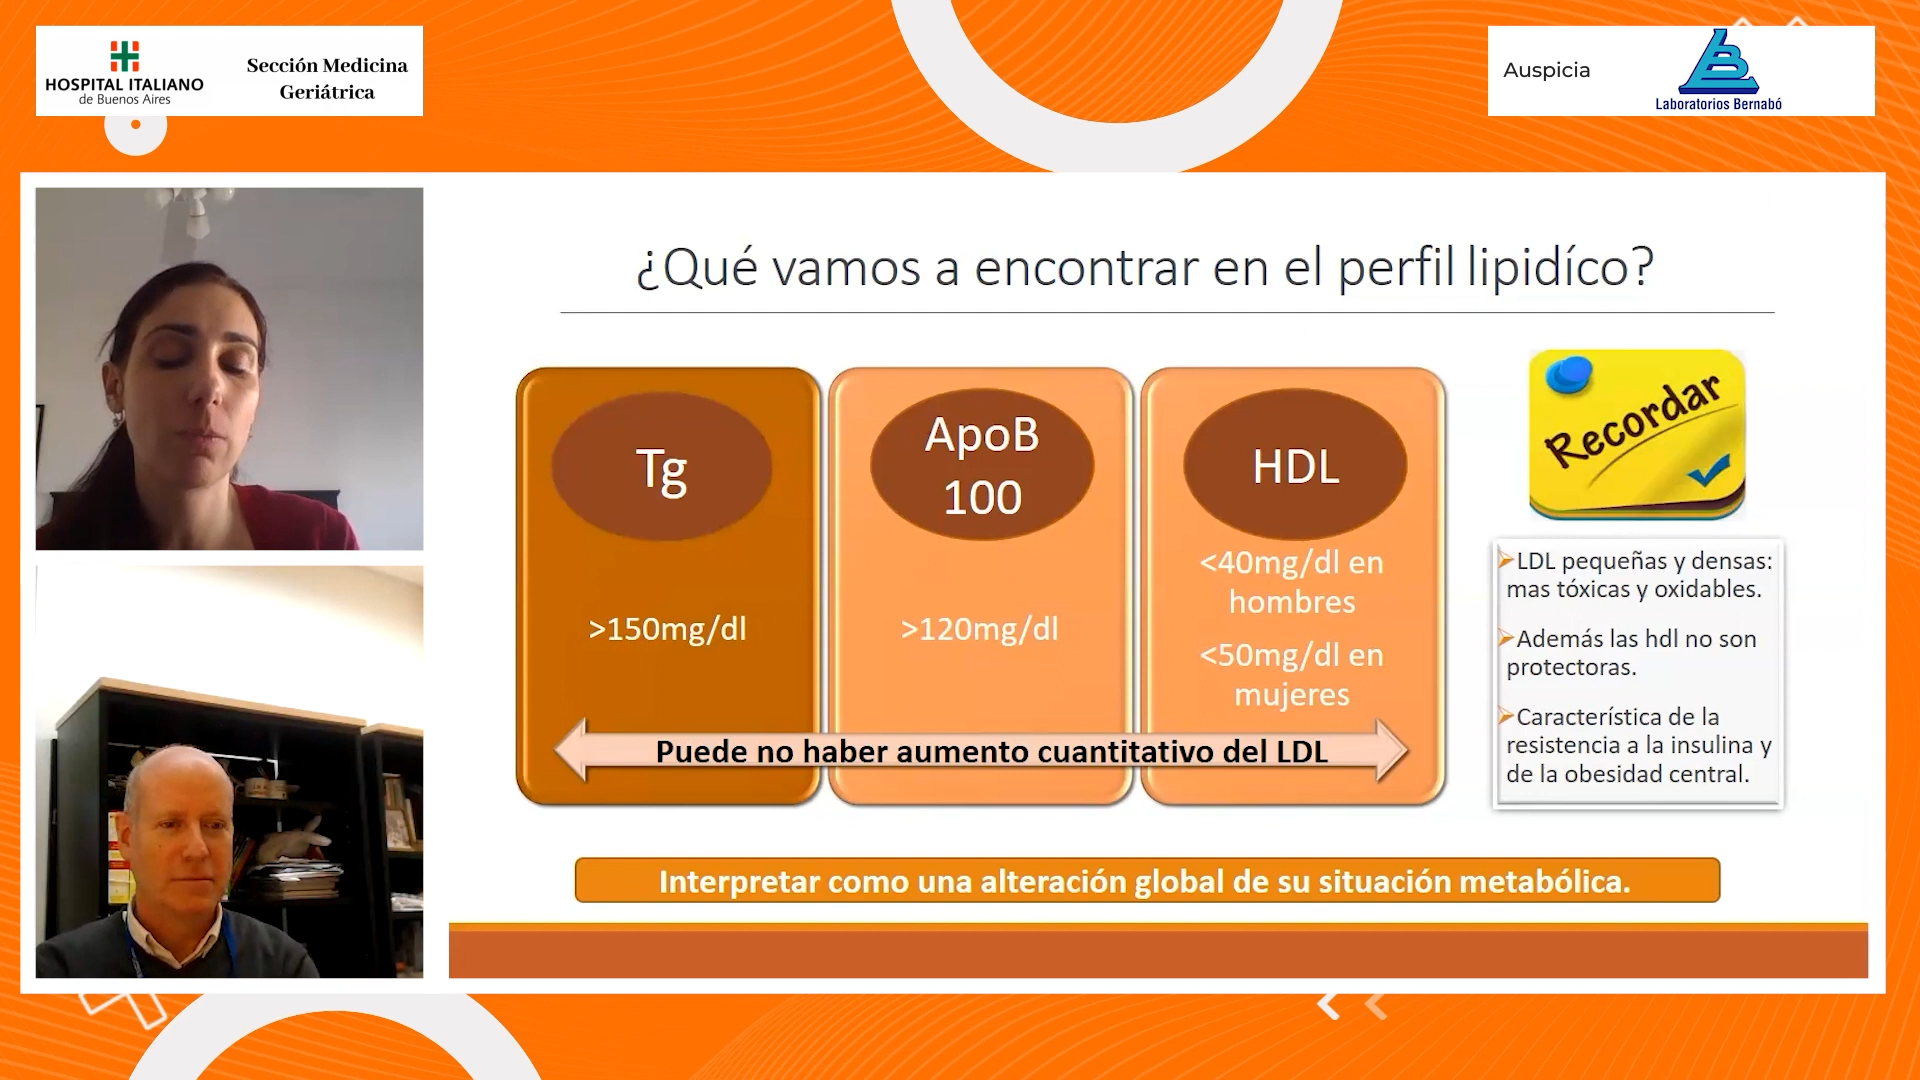 HOSPITAL ITALIANO
de Buenos Aires
Sección Medicina
Geriátrica
Auspicia
Laboratorios Bernabó
¿Qué vamos a encontrar en el perfil lipidíco?
Tg
>150mg/dl
ApoB
100
>120mg/dl
HDL
<40mg/dl en
hombres
<50mg/dl en
mujeres
Puede no haber aumento cuantitativo del LDL
Recordar
LDL pequeñas y densas:
mas tóxicas y oxidables.
Además las hdl no son
protectoras.
Característica de la
resistencia a la insulina y
de la obesidad central.
Interpretar como una alteración global de su situación metabólica.